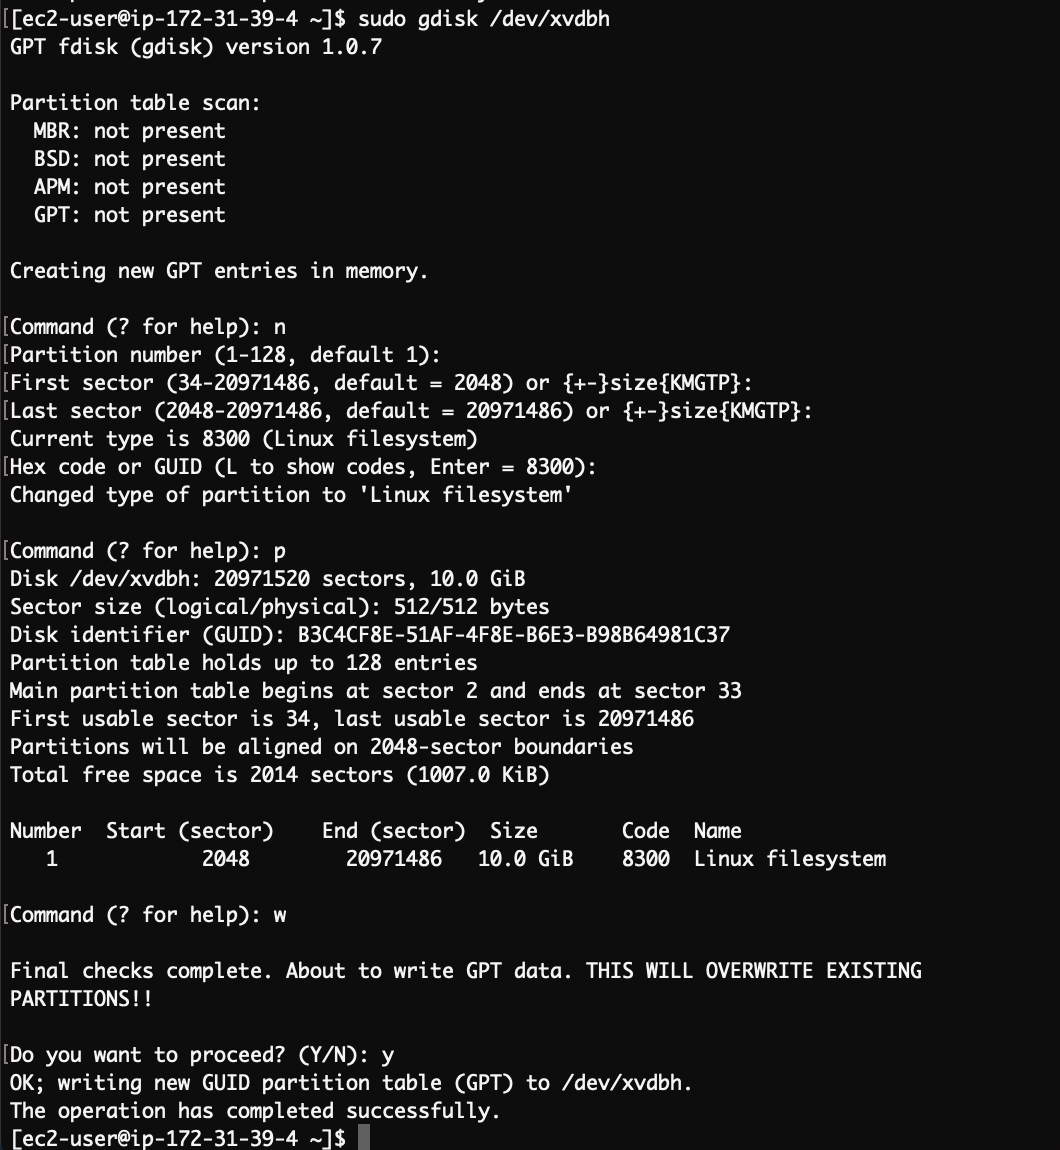 [ec2-user@ip-172-31-39-4 ~]$ sudo gdisk /dev/xvdbh
GPT fdisk (gdisk) version 1.0.7
Partition table scan:
MBR: not present
BSD: not present
APM: not present
GPT: not present
Creating new GPT entries in memory.
Command (? for help): n
Partition number (1-128, default 1):
First sector (34-20971486, default = 2048) or {+-}size{KMGTP}:
Last sector (2048-20971486, default = 20971486) or {+-}size{KMGTP}:
Current type is 8300 (Linux filesystem)
Hex code or GUID (L to show codes, Enter = 8300):
Changed type of partition to 'Linux filesystem'
Command (? for help): p
Disk /dev/xvdbh: 20971520 sectors, 10.0 GiB
Sector size (logical/physical): 512/512 bytes
Disk identifier (GUID): B3C4CF8E-51AF-4F8E-B6E3-B98B64981C37
Partition table holds up to 128 entries
Main partition table begins at sector 2 and ends at sector 33
First usable sector is 34, last usable sector is 20971486
Partitions will be aligned on 2048-sector boundaries
Total free space is 2014 sectors (1007.0 KiB)
Number  Start (sector)    End (sector)  Size       Code  Name
1            2048        20971486   10.0 GiB    8300  Linux filesystem
Command (? for help): w
Final checks complete. About to write GPT data. THIS WILL OVERWRITE EXISTING
PARTITIONS!!
Do you want to proceed? (Y/N): y
OK; writing new GUID partition table (GPT) to /dev/xvdbh.
The operation has completed successfully.
[ec2-user@ip-172-31-39-4 ~]$